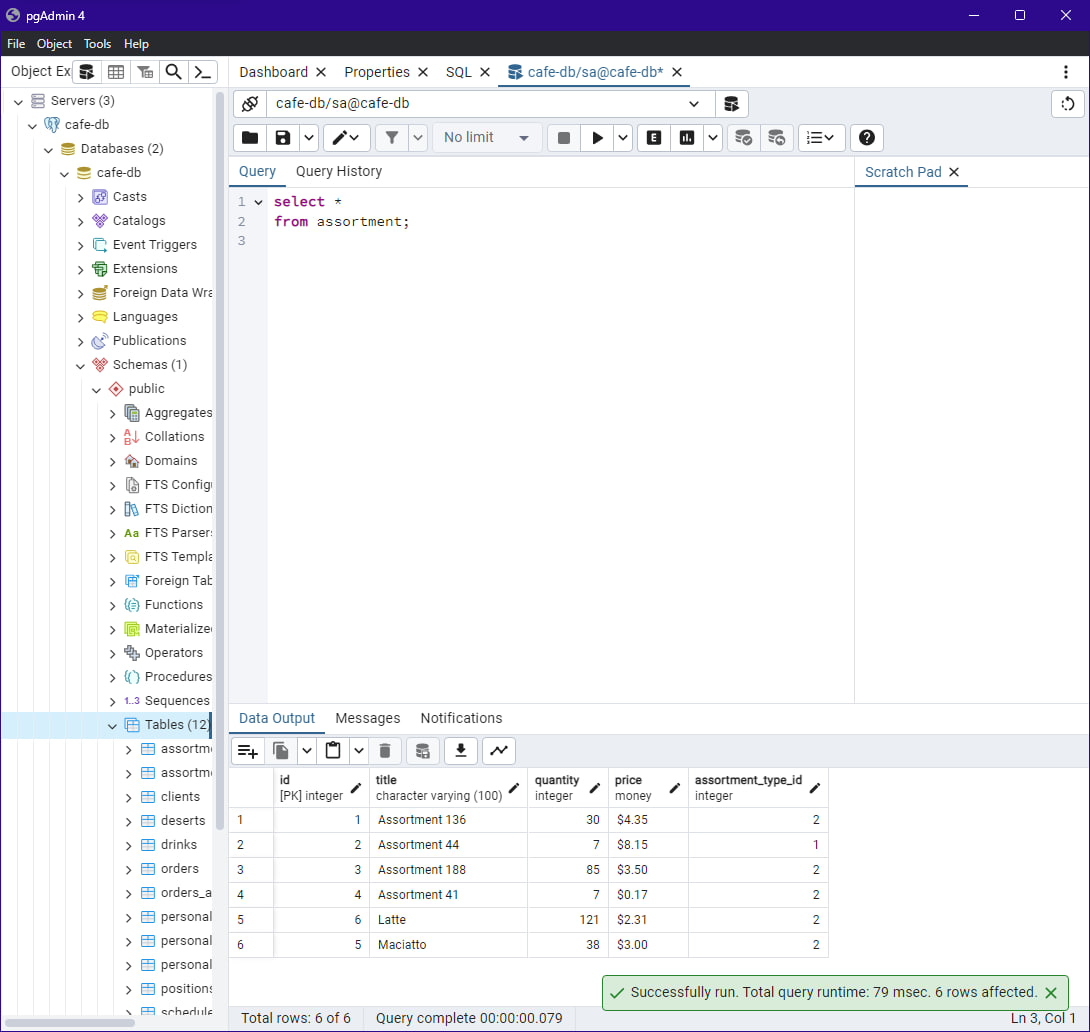 pgAdmin 4
File Object Tools Help
Object Ex
Dashboard Properties SQL cafe-db/sa@cafe-db*
Servers (3)
cafe-db
Databases (2)
cafe-db
Casts
Catalogs
Event Triggers
Extensions
Foreign Data Wra
Languages
Publications
Schemas (1)
public
Aggregates
Collations
Domains
FTS Config
FTS Diction
FTS Parsers
FTS Templa
Foreign Tab
Functions
Materialize
Operators
Procedures
1..3 Sequences
Tables (12)
assortm
assortm
clients
deserts
drinks
orders
orders_a
personal
personal
personal
positions
schedule
cafe-db/sa@cafe-db
No limit
Query Query History
Scratch Pad
1 select *
2 from assortment;
3
Data Output Messages Notifications
id title quantity price assortment_type_id
[PK] integer character varying (100) integer money integer
1 1 Assortment 136 30 $4.35 2
2 2 Assortment 44 7 $8.15 1
3 3 Assortment 188 85 $3.50 2
4 4 Assortment 41 7 $0.17 2
5 6 Latte 121 $2.31 2
6 5 Maciatto 38 $3.00 2
Successfully run. Total query runtime: 79 msec. 6 rows affected.
Total rows: 6 of 6 Query complete 00:00:00.079 Ln 3, Col 1